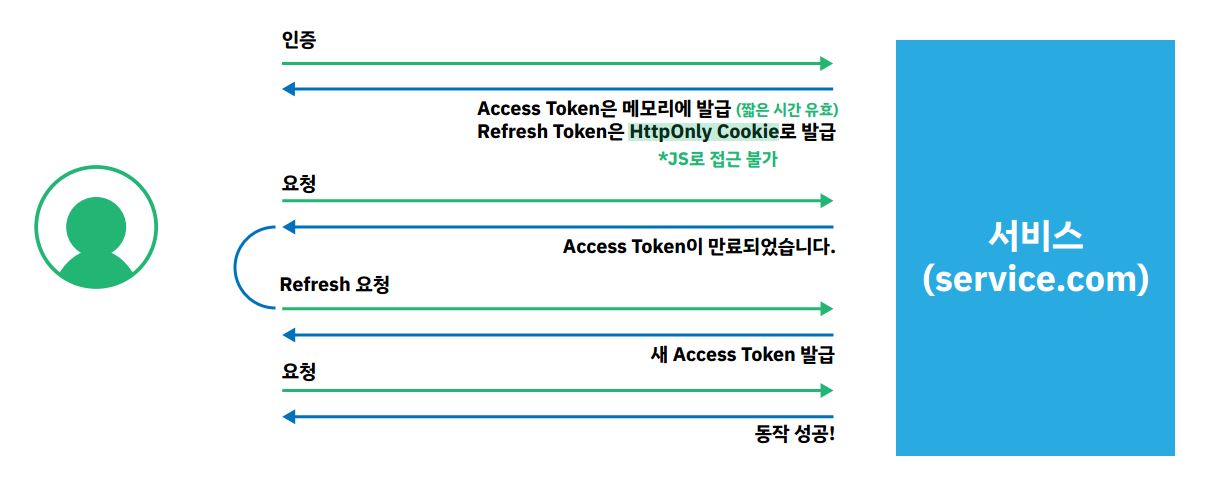 인증
Access Token은 메모리에 발급 (짧은 시간 유효)
Refresh Token은 HttpOnly Cookie로 발급
*JS로 접근 불가
요청
Access Token이 만료되었습니다.
Refresh 요청
새 Access Token 발급
요청
동작 성공!
서비스
(service.com)